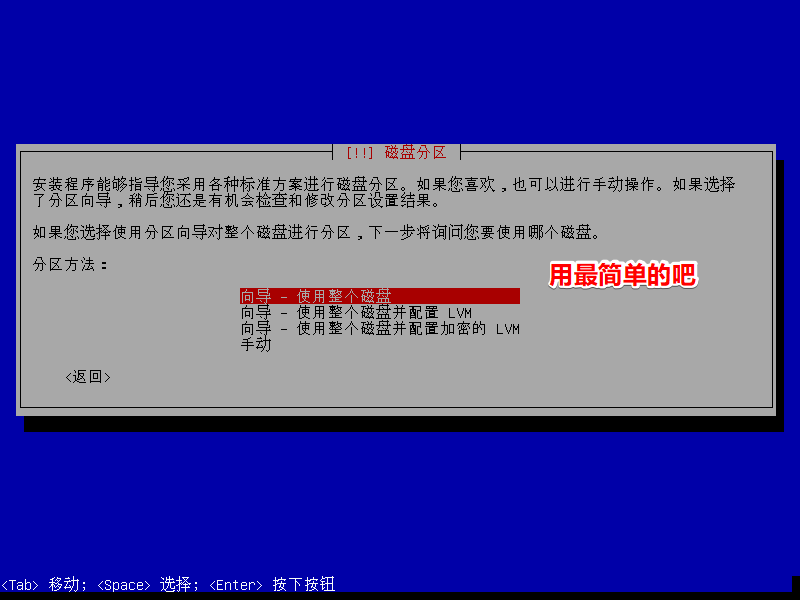 [!!] 磁盘分区
安装程序能够指导您采用各种标准方案进行磁盘分区。如果您喜欢，也可以进行手动操作。如果选择
了分区向导，稍后您还是有机会检查和修改分区设置结果。
如果您选择使用分区向导对整个磁盘进行分区，下一步将询问您要使用哪个磁盘。
分区方法：
用最简单的吧
向导 - 使用整个磁盘
向导 - 使用整个磁盘并配置 LVM
向导 - 使用整个磁盘并配置加密的 LVM
手动
<返回>
<Tab> 移动; <Space> 选择; <Enter> 按下按钮